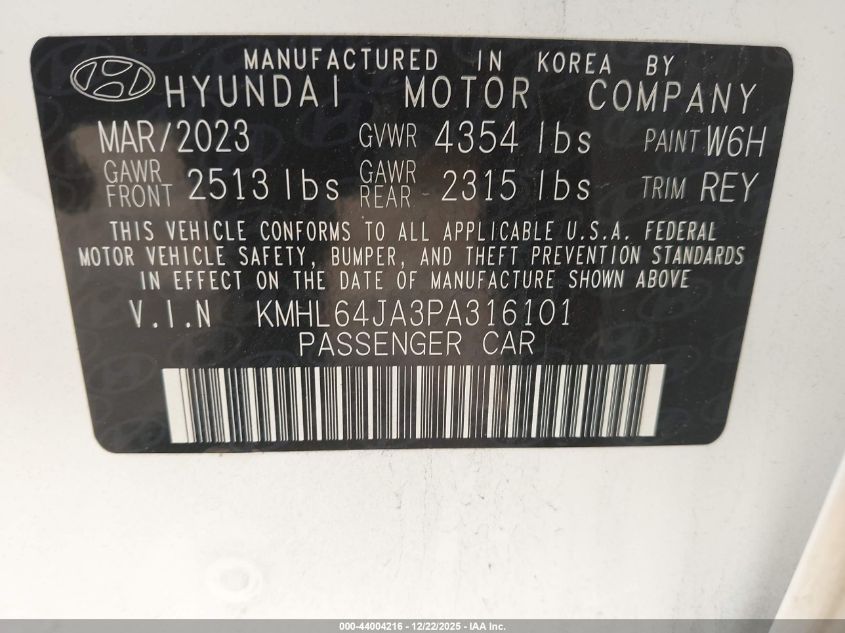 MANUFACTURED IN KOREA BY
HYUNDAI MOTOR COMPANY
MAR/2023 GVWR 4354 lbs PAINT W6H
GAWR FRONT 2513 lbs GAWR REAR 2315 lbs TRIM REY
THIS VEHICLE CONFORMS TO ALL APPLICABLE U.S.A. FEDERAL
MOTOR VEHICLE SAFETY, BUMPER, AND THEFT PREVENTION STANDARDS
IN EFFECT ON THE DATE OF MANUFACTURE SHOWN ABOVE
V.I.N KMHL64JA3PA316101
PASSENGER CAR
000-44004216 - 12/22/2025 - IAA Inc.